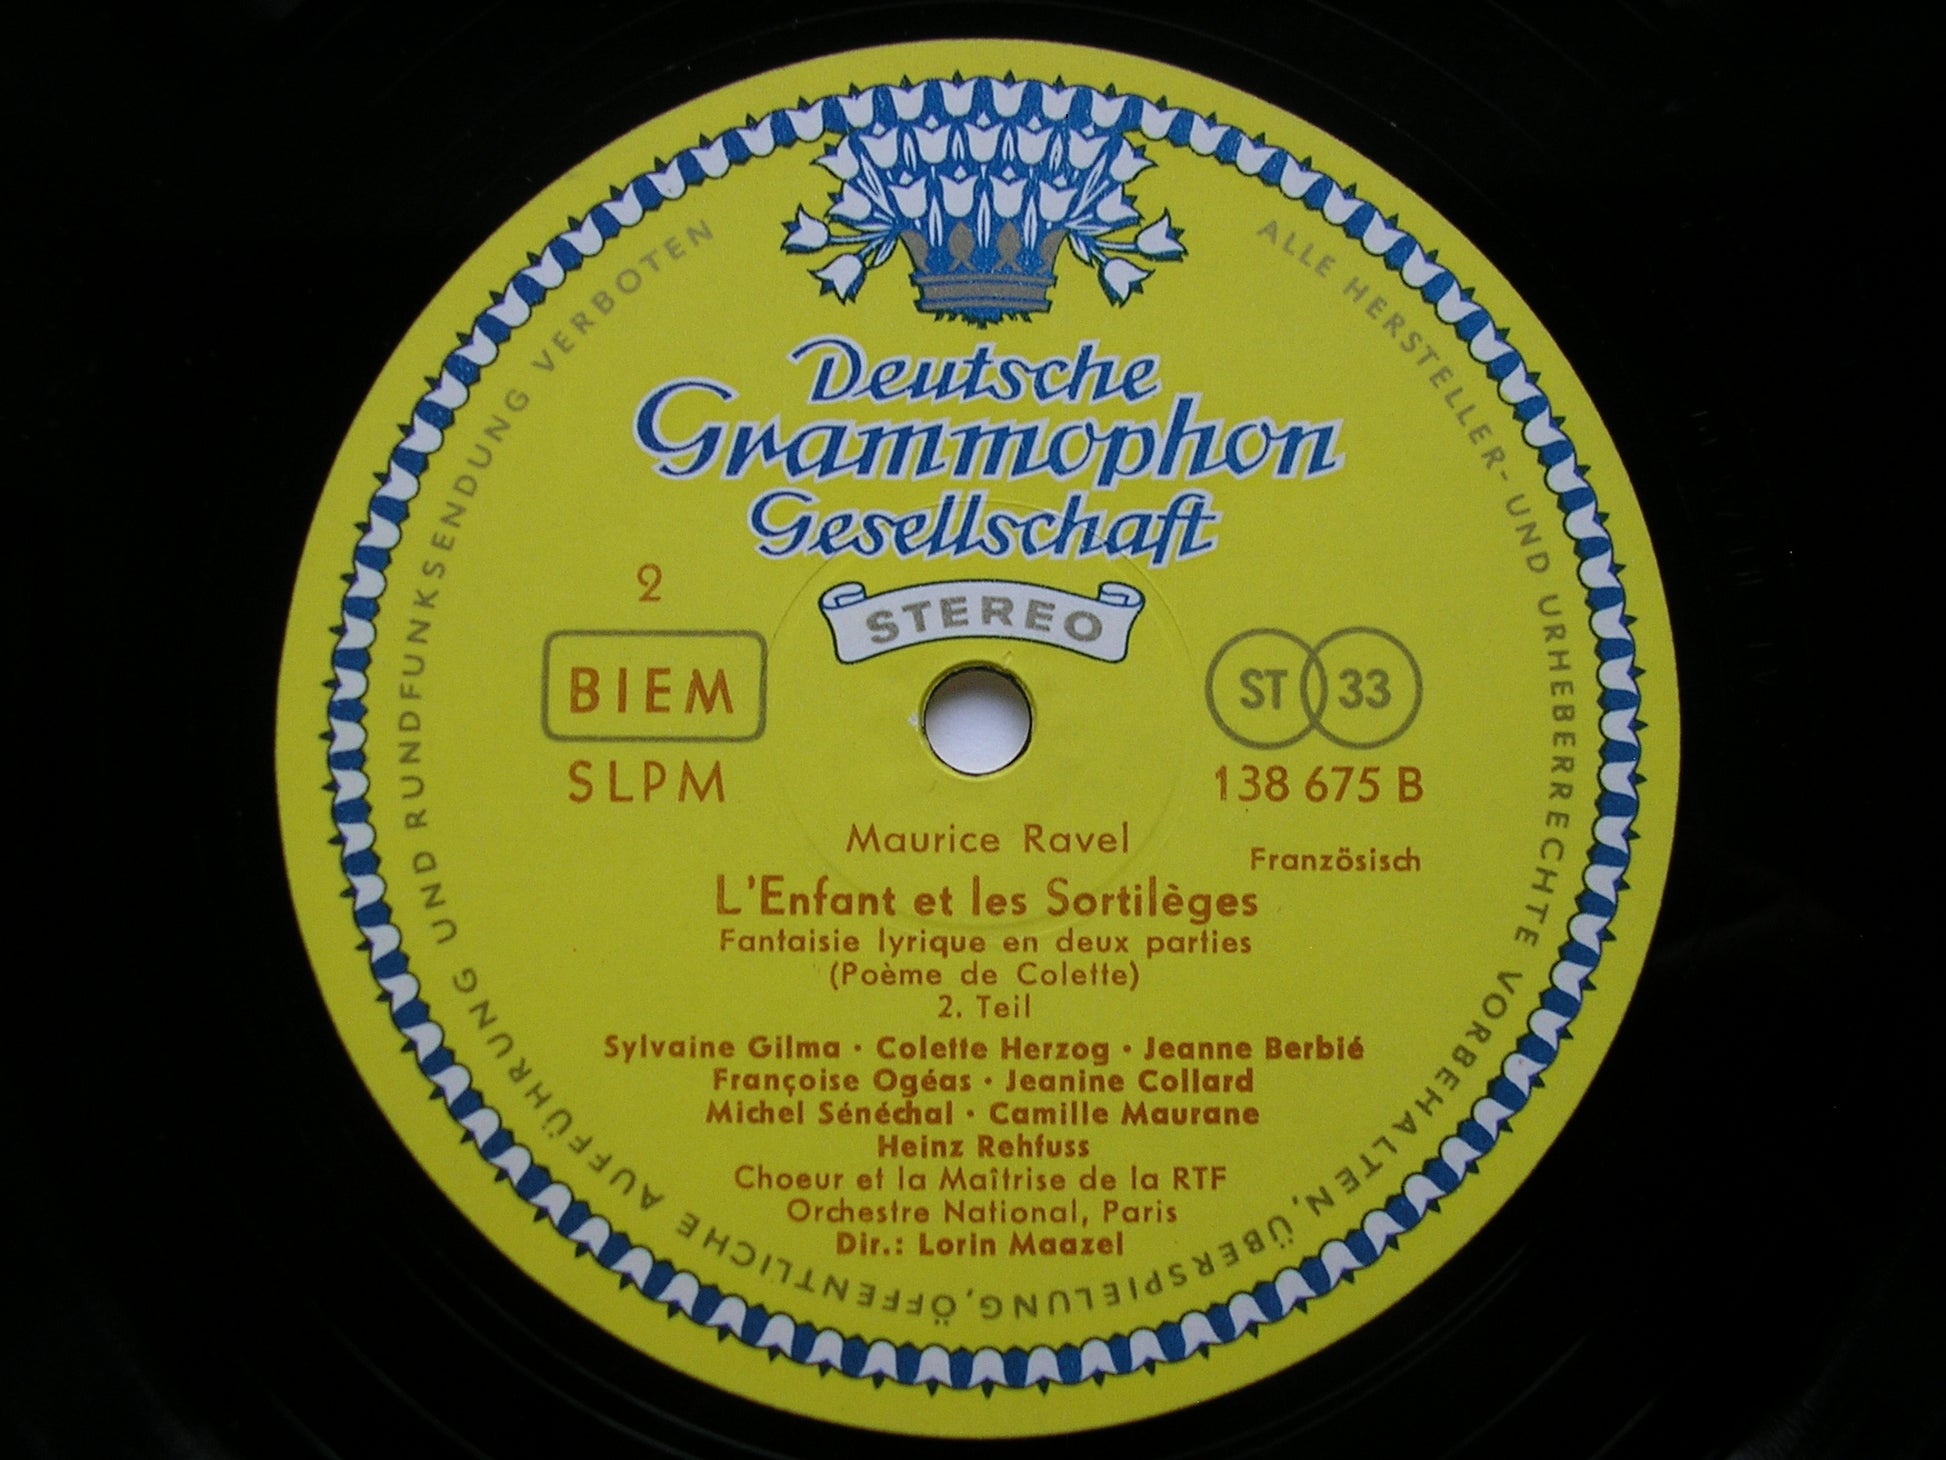 Deutsche
Grammophon
Gesellschaft
STEREO
2
BIEM
SLPM
ST 33
138 675 B
Maurice Ravel
Französisch
L'Enfant et les Sortilèges
Fantaisie lyrique en deux parties
(Poème de Colette)
2. Teil
Sylvaine Gilma · Colette Herzog · Jeanne Berbié
Françoise Ogéas · Jeanine Collard
Michel Sénéchal · Camille Maurane
Heinz Rehfuss
Choeur et la Maîtrise de la RTF
Orchestre National, Paris
Dir.: Lorin Maazel
ALLE HERSTELLER- UND URHEBERRECHTE VORBEHALTEN, ÜBERSPIELUNG, ÖFFENTLICHE AUFFÜHRUNG UND RUNDFUNKSENDUNG VERBOTEN